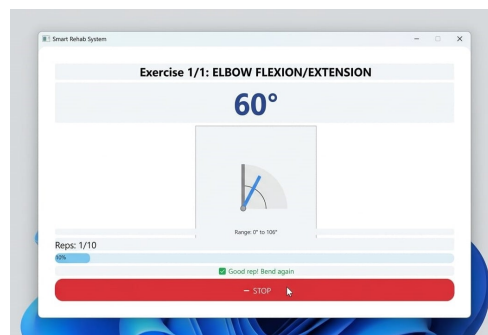 Smart Rehab System
Exercise 1/1: ELBOW FLEXION/EXTENSION
60°
Range: 0° to 106°
Reps: 1/10
10%
Good rep! Bend again
STOP